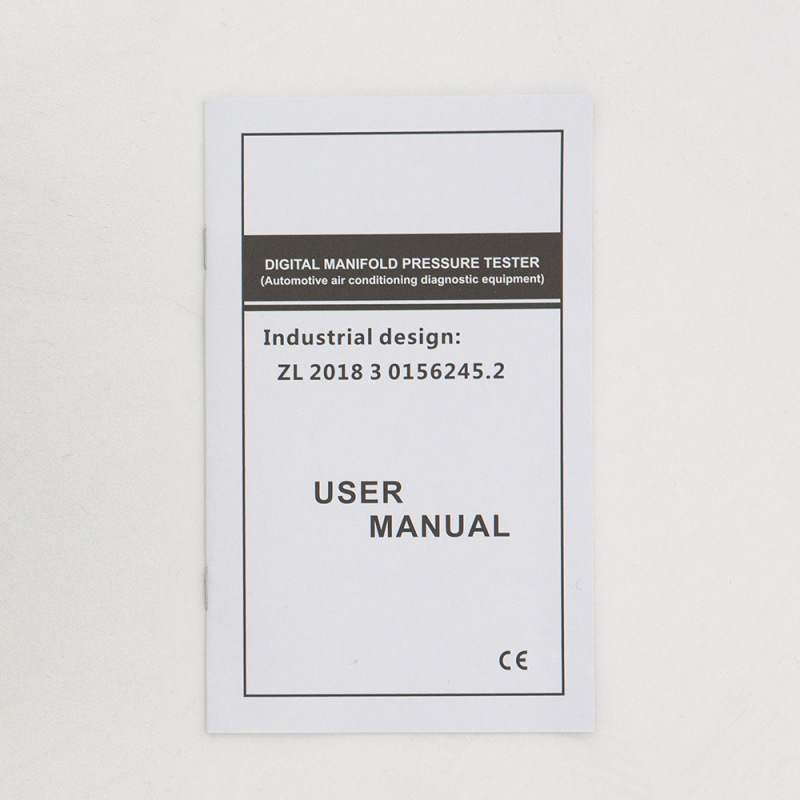 DIGITAL MANIFOLD PRESSURE TESTER
(Automotive air conditioning diagnostic equipment)
Industrial design:
ZL 2018 3 0156245.2
USER
MANUAL
CE